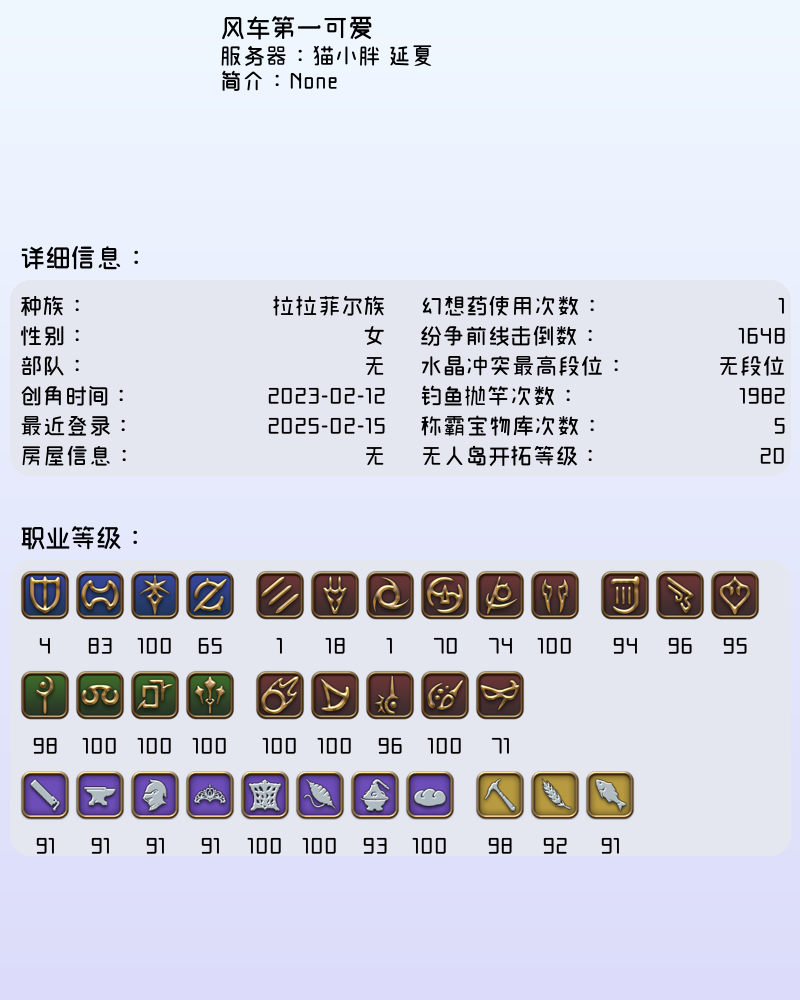 风车第一可爱
服务器：猫小胖 延夏
简介：None
详细信息：
种族： 拉拉菲尔族 幻想药使用次数： 1
性别： 女 纷争前线击倒数： 1648
部队： 无 水晶冲突最高段位： 无段位
创角时间： 2023-02-12 钓鱼抛竿次数： 1982
最近登录： 2025-02-15 称霸宝物库次数： 5
房屋信息： 无 无人岛开拓等级： 20
职业等级：
4 83 100 65 1 18 1 70 74 100 94 96 95
98 100 100 100 100 100 96 100 71
91 91 91 91 100 100 93 100 98 92 91